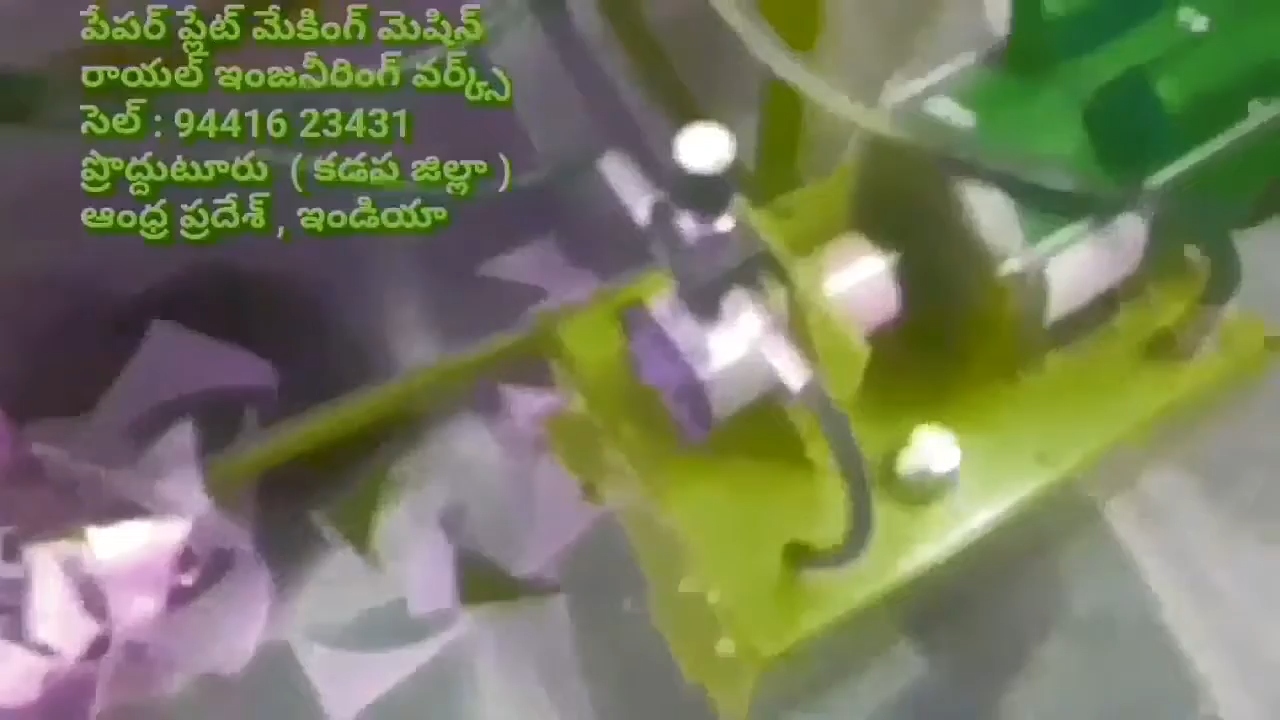 పేపర్ ప్లేట్ మేకింగ్ మెషిన్
రాయల్ ఇంజనీరింగ్ వర్క్స్
సెల్ : 94416 23431
ప్రొద్దుటూరు ( కడప జిల్లా )
ఆంధ్ర ప్రదేశ్ , ఇండియా